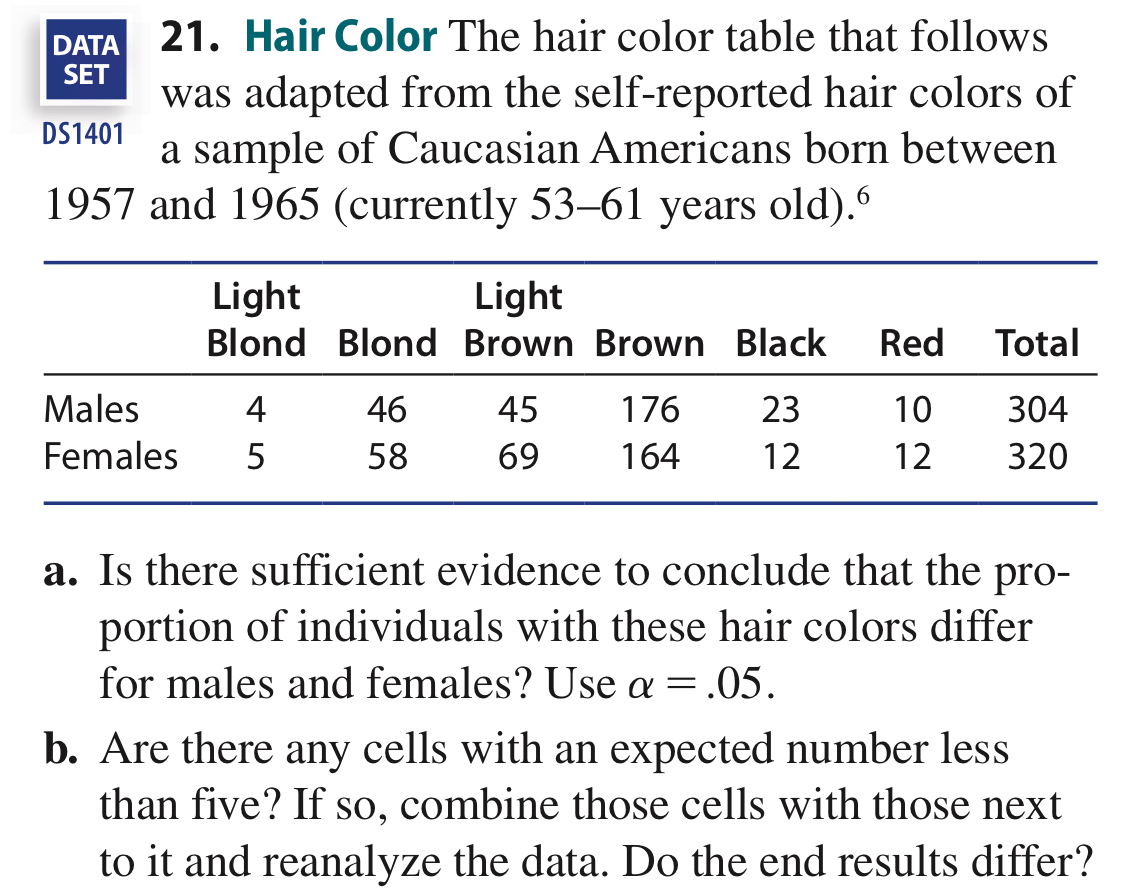 DATA
SET
DS1401
21. Hair Color The hair color table that follows
was adapted from the self-reported hair colors of
a sample of Caucasian Americans born between
1957 and 1965 (currently 53–61 years old).⁶
Light Light
Blond Blond Brown Brown Black Red Total
Males 4 46 45 176 23 10 304
Females 5 58 69 164 12 12 320
a. Is there sufficient evidence to conclude that the pro-
portion of individuals with these hair colors differ
for males and females? Use α = .05.
b. Are there any cells with an expected number less
than five? If so, combine those cells with those next
to it and reanalyze the data. Do the end results differ?